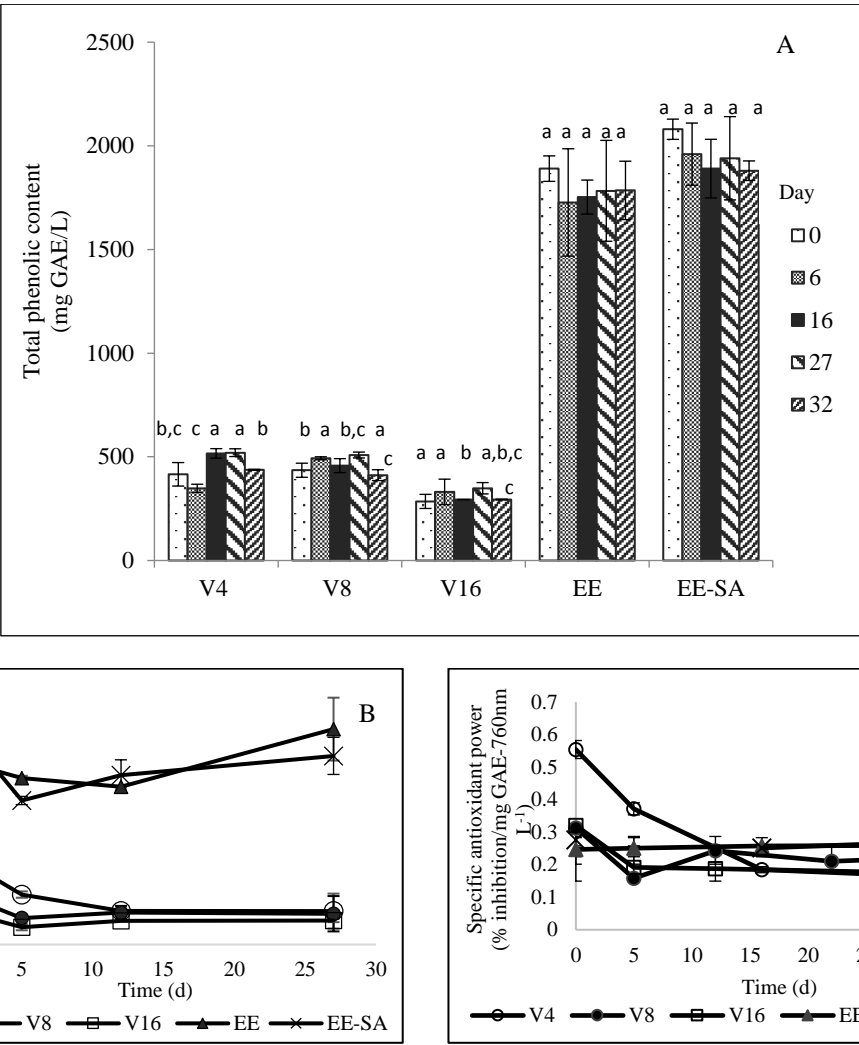 A
2500
2000
1500
1000
500
0
Total phenolic content
(mg GAE/L)
a a a a a
a a a a a
b,c c a a b
b a b,c a
c
a a b a,b,c
c
V4 V8 V16 EE EE-SA
Day
0
6
16
27
32
B
5 10 15 20 25 30
Time (d)
V8 V16 EE EE-SA
Specific antioxidant power
(% inhibition/mg GAE-760nm
L-1)
0.7
0.6
0.5
0.4
0.3
0.2
0.1
0
0 5 10 15 20
Time (d)
V4 V8 V16